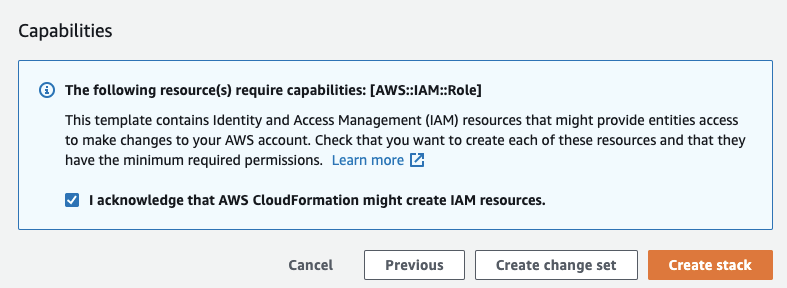 Capabilities
The following resource(s) require capabilities: [AWS::IAM::Role]
This template contains Identity and Access Management (IAM) resources that might provide entities access
to make changes to your AWS account. Check that you want to create each of these resources and that they
have the minimum required permissions. Learn more
I acknowledge that AWS CloudFormation might create IAM resources.
Cancel Previous Create change set Create stack